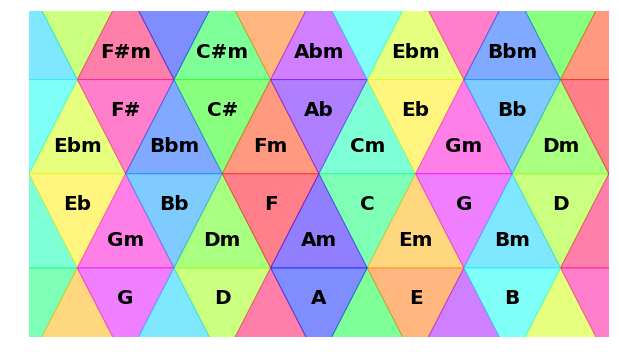 F#m C#m Abm Ebm Bbm
F# C# Ab Eb Bb
Ebm Bbm Fm Cm Gm Dm
Eb Bb F C G D
Gm Dm Am Em Bm
G D A E B